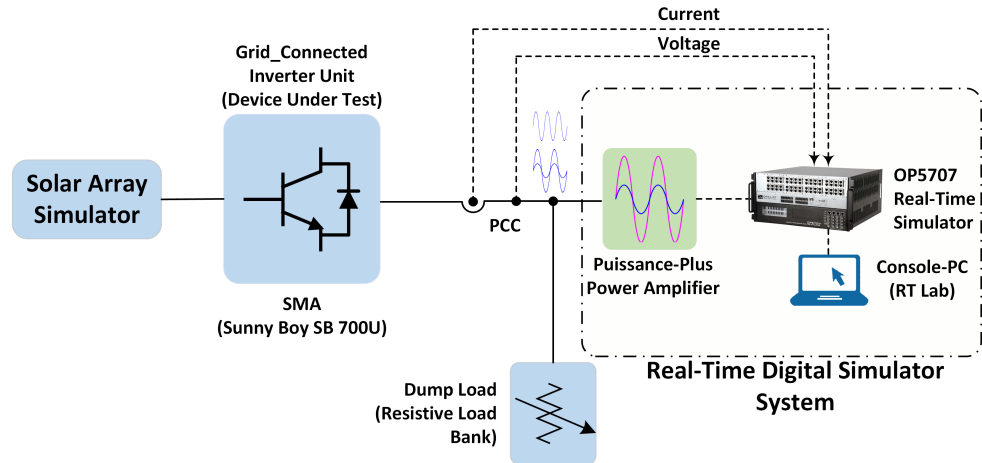 Current
Voltage
Grid_Connected
Inverter Unit
(Device Under Test)
Solar Array
Simulator
PCC
SMA
(Sunny Boy SB 700U)
Puissance-Plus
Power Amplifier
OP5707
Real-Time
Simulator
Console-PC
(RT Lab)
Real-Time Digital Simulator
System
Dump Load
(Resistive Load
Bank)